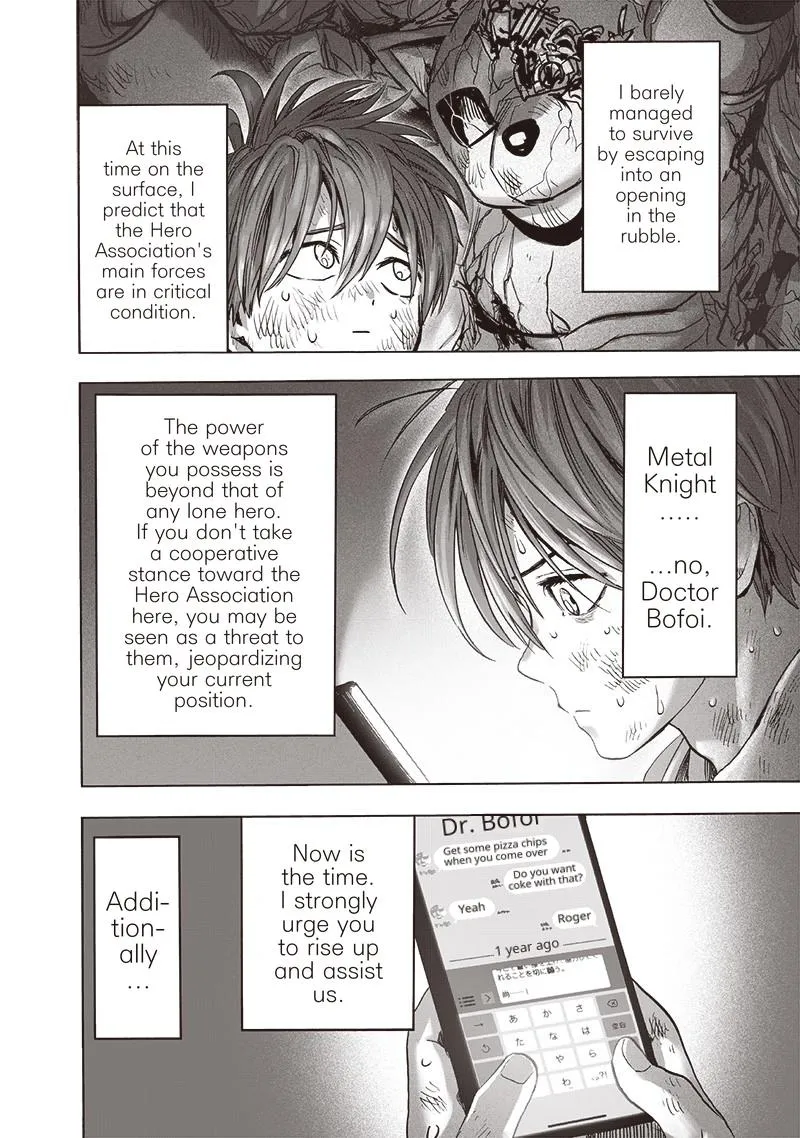 I barely
managed
to survive
by escaping
into an
opening
in the
rubble.
At this
time on the
surface, I
predict that
the Hero
Association's
main forces
are in critical
condition.
Metal
Knight
.....
...no,
Doctor
Bofoi.
The power
of the weapons
you possess is
beyond that of
any lone hero.
If you don't take
a cooperative
stance toward the
Hero Association
here, you may be
seen as a threat to
them, jeopardizing
your current
position.
Dr. Bofoi
Get some pizza chips
when you come over
Do you want
coke with that?
Yeah
Roger
1 year ago
れることを切に願う。
尚
→ あ か さ
た な は 空白
や ら
わ 、。?!
Now is
the time.
I strongly
urge you
to rise up
and assist
us.
Addi-
tion-
ally
...